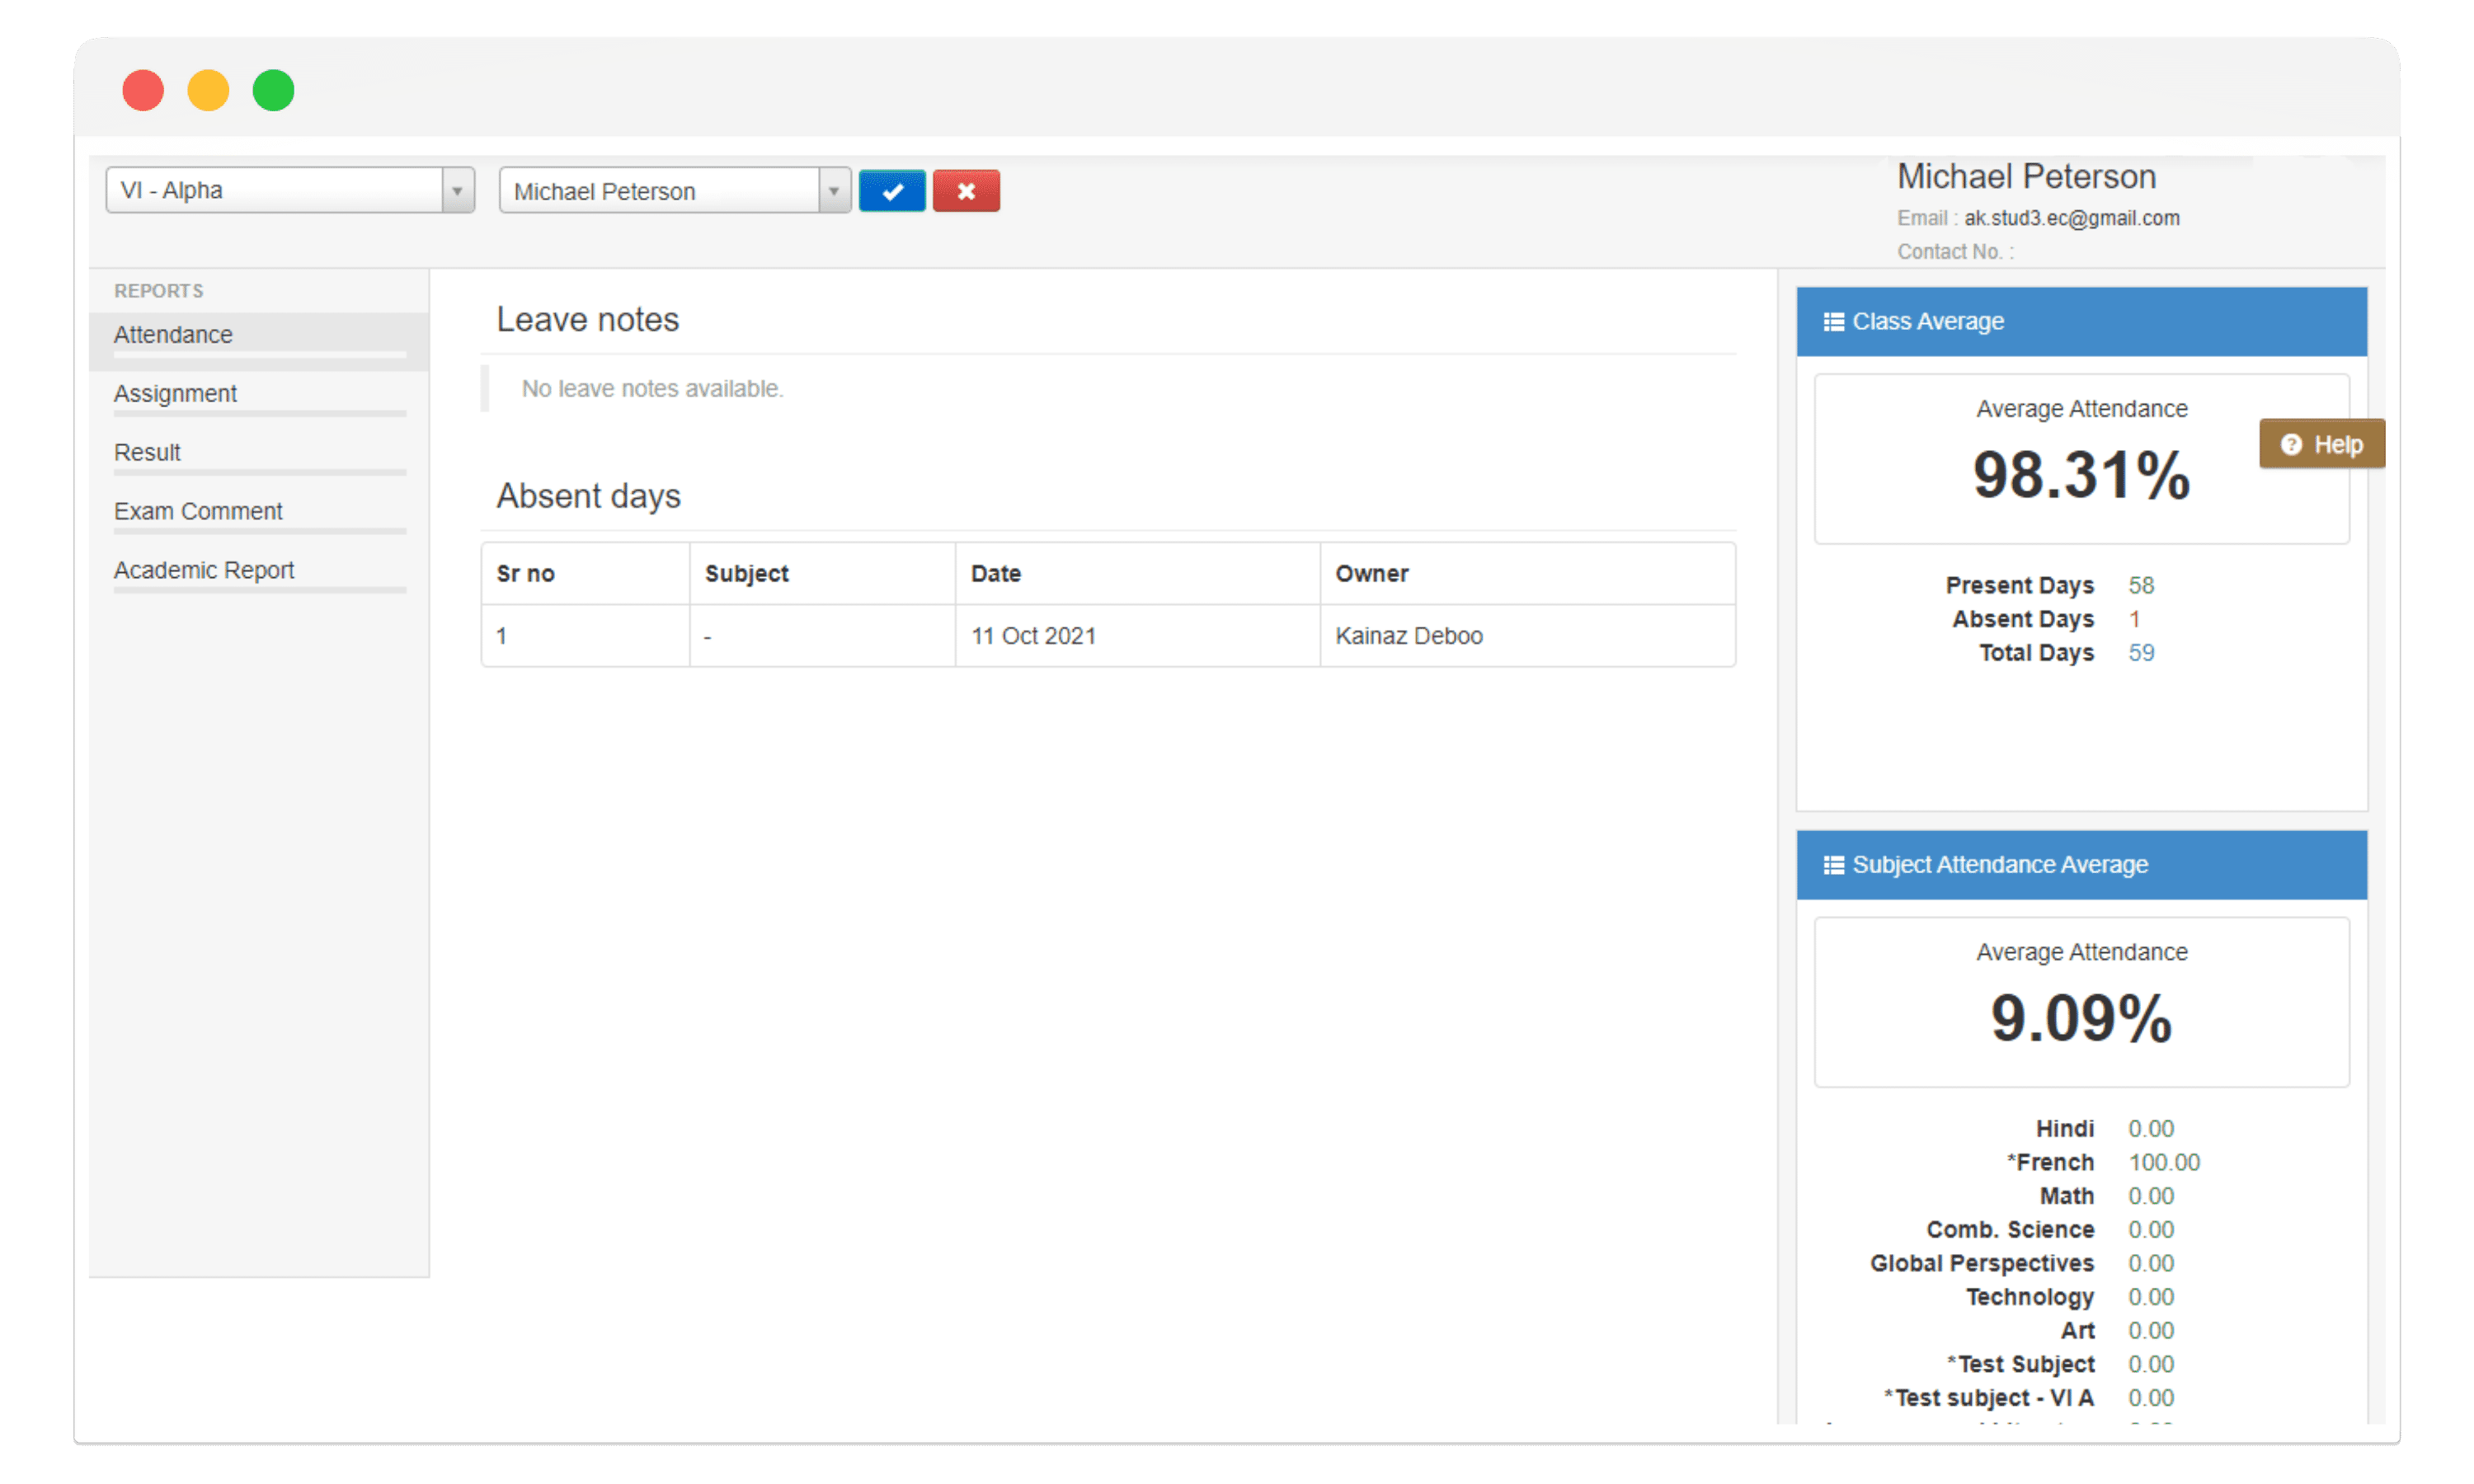 VI - Alpha
Michael Peterson
Michael Peterson
Email : ak.stud3.ec@gmail.com
Contact No. :
REPORTS
Attendance
Assignment
Result
Exam Comment
Academic Report
Leave notes
No leave notes available.
Absent days
Sr no Subject Date Owner
1 - 11 Oct 2021 Kainaz Deboo
Class Average
Average Attendance
98.31%
Help
Present Days 58
Absent Days 1
Total Days 59
Subject Attendance Average
Average Attendance
9.09%
Hindi 0.00
*French 100.00
Math 0.00
Comb. Science 0.00
Global Perspectives 0.00
Technology 0.00
Art 0.00
*Test Subject 0.00
*Test subject - VI A 0.00